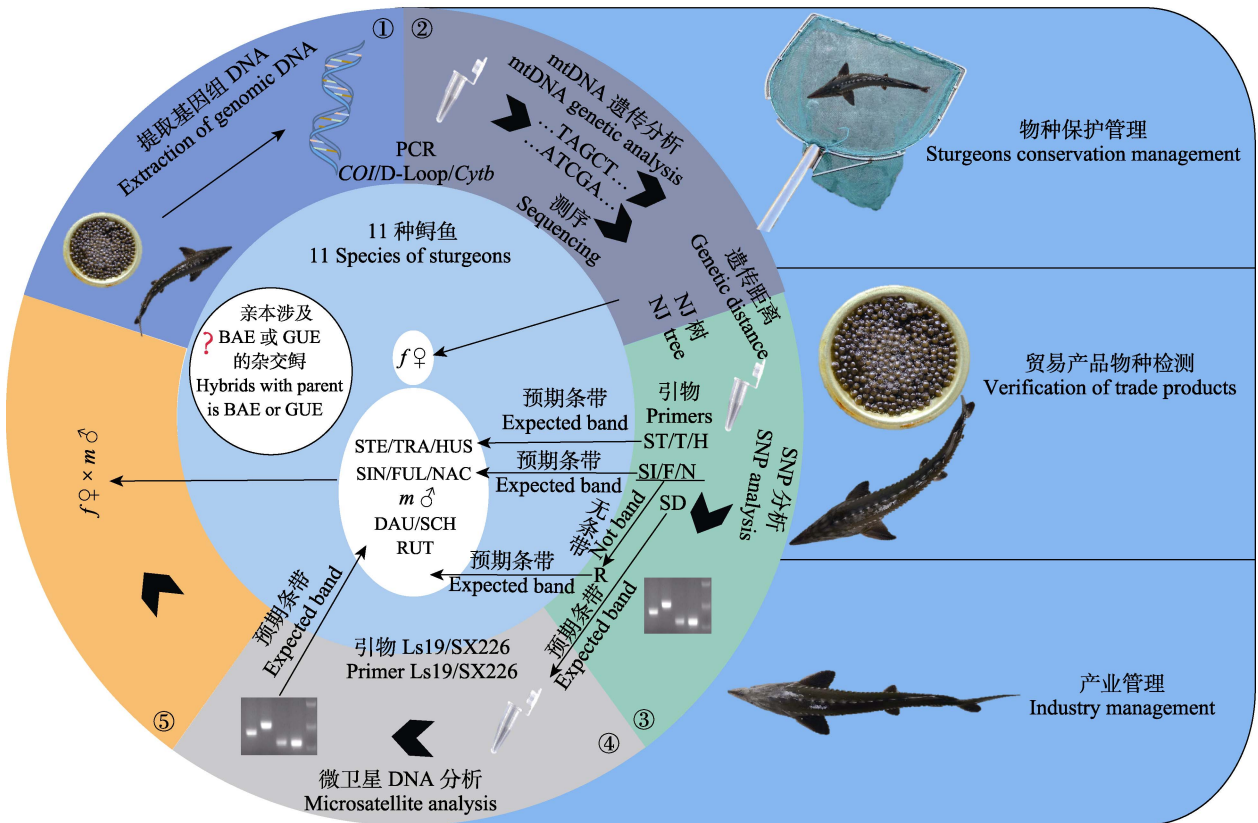 ①
提取基因组 DNA
Extraction of genomic DNA
②
PCR
COI/D-Loop/Cytb
mtDNA 遗传分析
mtDNA genetic analysis
…TAGCT…
…ATCGA…
测序
Sequencing
遗传距离
Genetic distance
NJ 树
NJ tree
11 种鲟鱼
11 Species of sturgeons
?
亲本涉及
BAE 或 GUE
的杂交鲟
Hybrids with parent
is BAE or GUE
f♀
引物
Primers
ST/T/H
SI/F/N
SD
R
预期条带
Expected band
预期条带
Expected band
无条带
Not band
预期条带
Expected band
预期条带
Expected band
SNP 分析
SNP analysis
③
STE/TRA/HUS
SIN/FUL/NAC
m♂
DAU/SCH
RUT
引物 Ls19/SX226
Primer Ls19/SX226
④
微卫星 DNA 分析
Microsatellite analysis
预期条带
Expected band
⑤
f♀×m♂
物种保护管理
Sturgeons conservation management
贸易产品物种检测
Verification of trade products
产业管理
Industry management